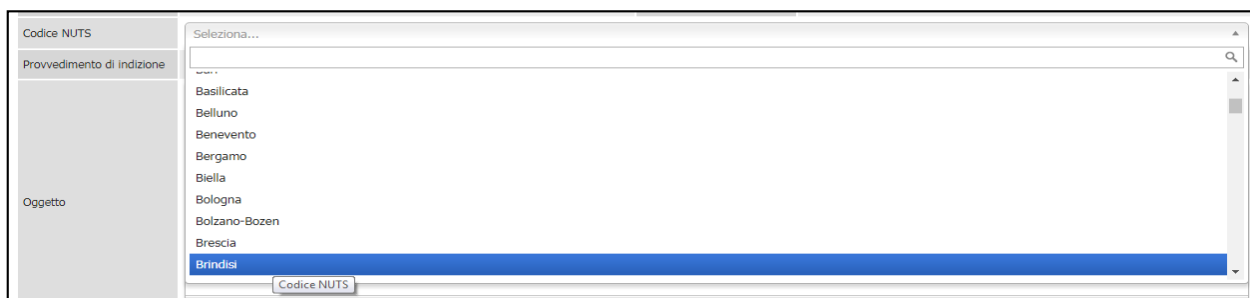 Codice NUTS
Seleziona...
Provvedimento di indizione
Basilicata
Belluno
Benevento
Bergamo
Biella
Bologna
Oggetto
Bolzano-Bozen
Brescia
Brindisi
Codice NUTS